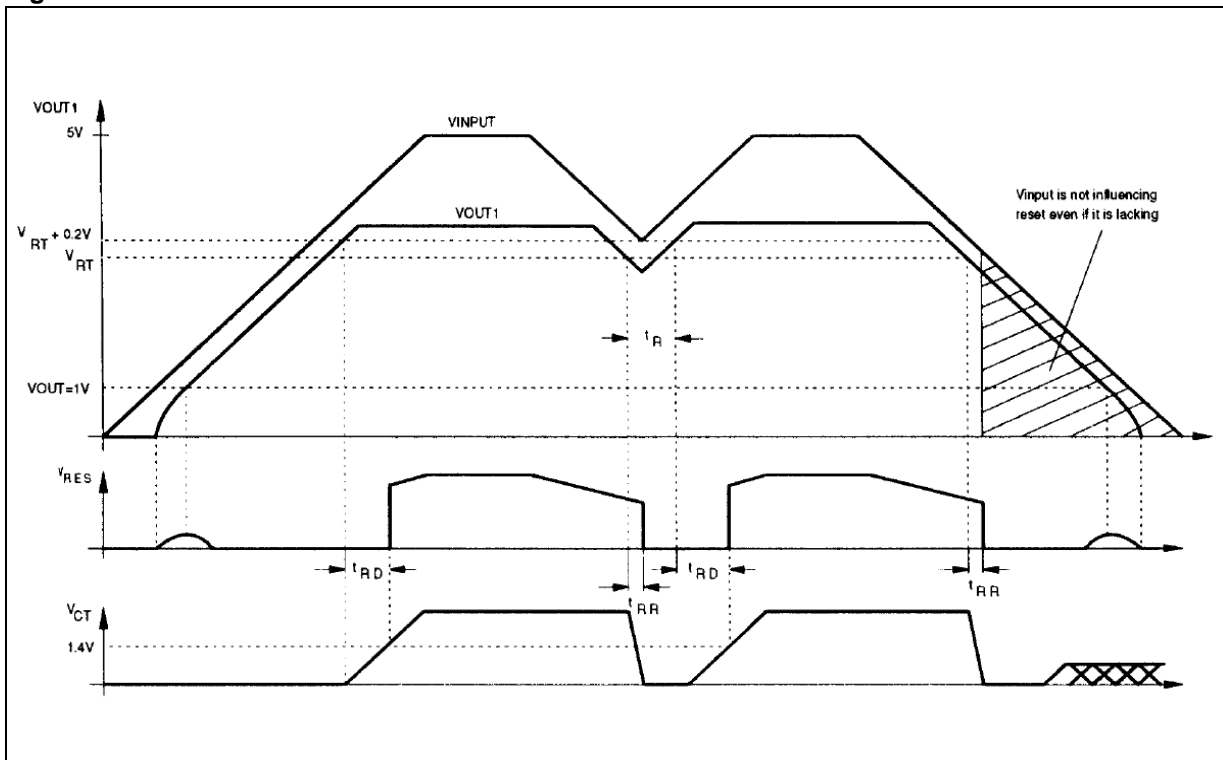 VOUT1
5V
VINPUT
VOUT1
Vinput is not influencing
reset even if it is lacking
V RT + 0.2V
V RT
t R
VOUT=1V
V RES
t RD
t RR
t RD
t RR
V CT
1.4V